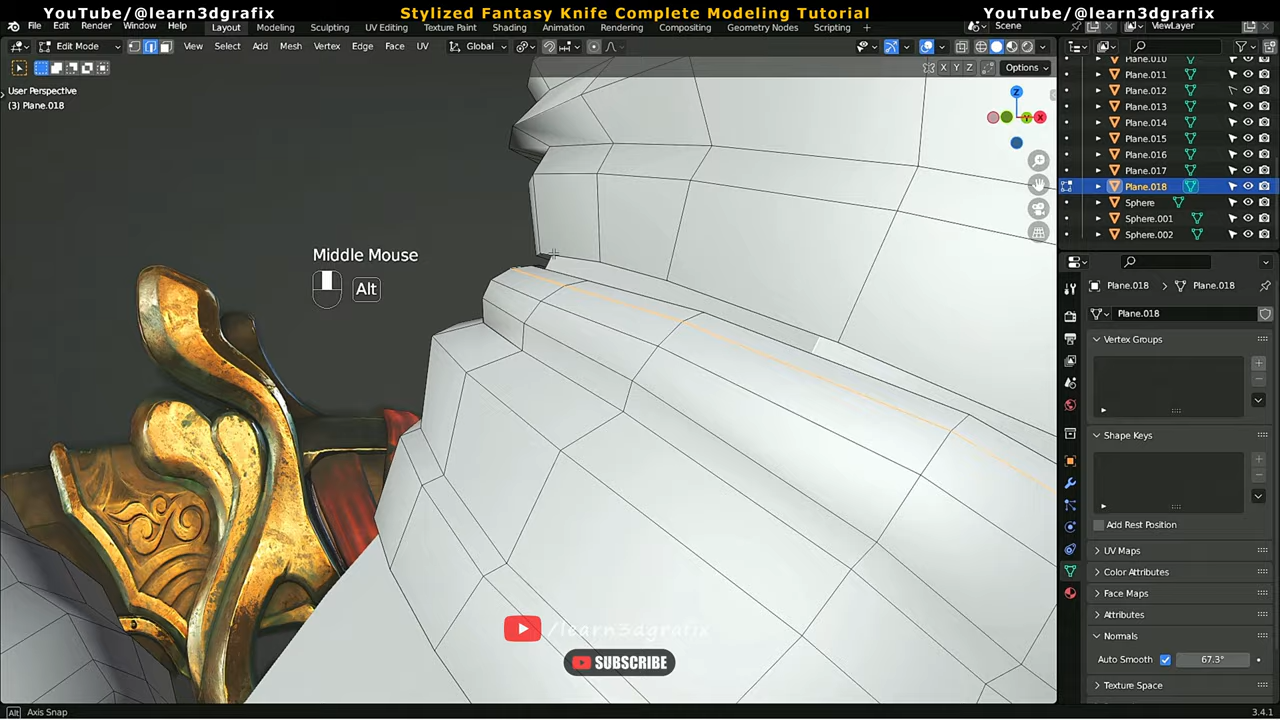 YouTube/@learn3dgrafix
Stylized Fantasy Knife Complete Modeling Tutorial
YouTube/@learn3dgrafix
File Edit Render Window Help
Layout Modeling Sculpting UV Editing Texture Paint Shading Animation Rendering Compositing Geometry Nodes Scripting +
Scene
ViewLayer
Edit Mode View Select Add Mesh Vertex Edge Face UV
Global
X Y Z
Options
User Perspective
(3) Plane.018
Z
Y
X
Middle Mouse
Alt
Plane.010
Plane.011
Plane.012
Plane.013
Plane.014
Plane.015
Plane.016
Plane.017
Plane.018
Sphere
Sphere.001
Sphere.002
Plane.018 > Plane.018
Plane.018
Vertex Groups
Shape Keys
Add Rest Position
UV Maps
Color Attributes
Face Maps
Attributes
Normals
Auto Smooth 67.3°
Texture Space
/learn3dgrafix
SUBSCRIBE
Alt Axis Snap
3.4.1